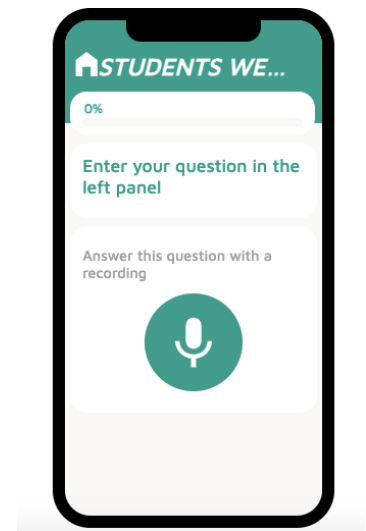 STUDENTS WE...
0%
Enter your question in the
left panel
Answer this question with a
recording